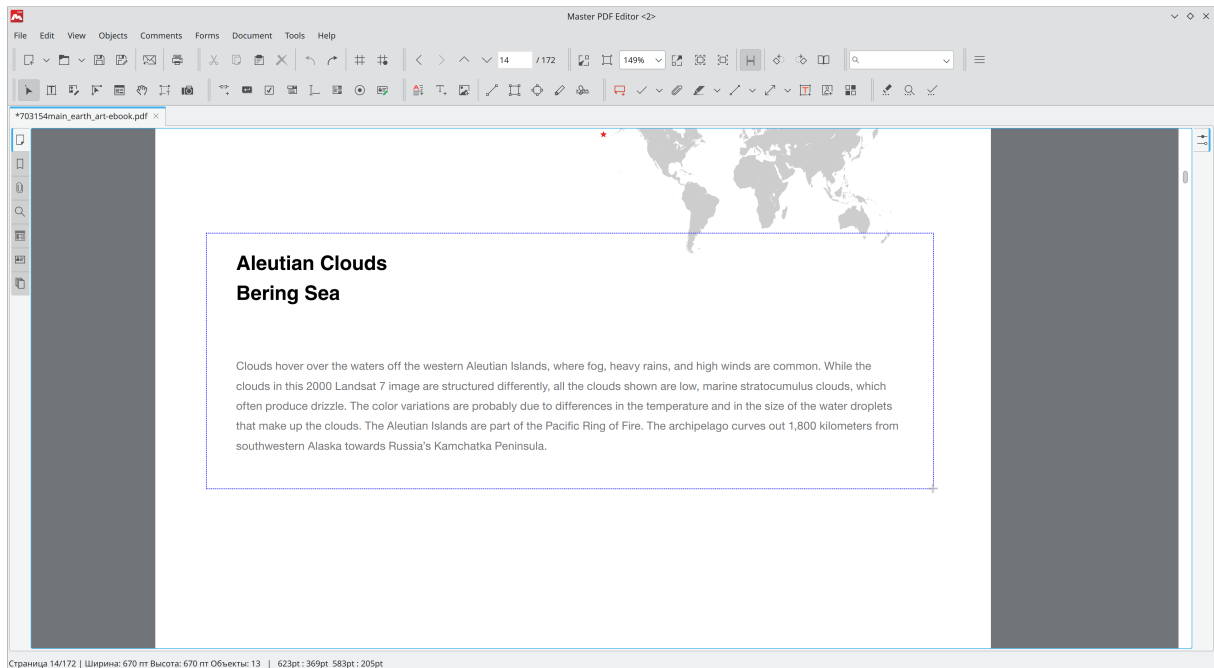 Master PDF Editor <2>
File Edit View Objects Comments Forms Document Tools Help
14 / 172 149%
*703154main_earth_art-ebook.pdf
Aleutian Clouds
Bering Sea
Clouds hover over the waters off the western Aleutian Islands, where fog, heavy rains, and high winds are common. While the
clouds in this 2000 Landsat 7 image are structured differently, all the clouds shown are low, marine stratocumulus clouds, which
often produce drizzle. The color variations are probably due to differences in the temperature and in the size of the water droplets
that make up the clouds. The Aleutian Islands are part of the Pacific Ring of Fire. The archipelago curves out 1,800 kilometers from
southwestern Alaska towards Russia's Kamchatka Peninsula.
Страница 14/172 | Ширина: 670 пт Высота: 670 пт Объекты: 13 | 623pt : 369pt 583pt : 205pt